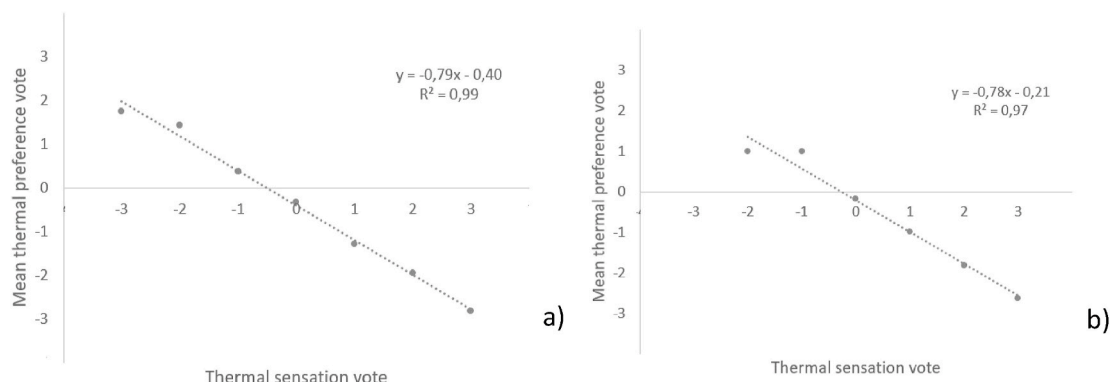 3
2
1
0
-1
-2
-3
-3
-2
-1
0
1
2
3
Mean thermal preference vote
y = -0,79x - 0,40
R² = 0,99
Thermal sensation vote
a)
3
2
1
0
-1
-2
-3
-3
-2
-1
0
1
2
3
Mean thermal preference vote
y = -0,78x - 0,21
R² = 0,97
Thermal sensation vote
b)